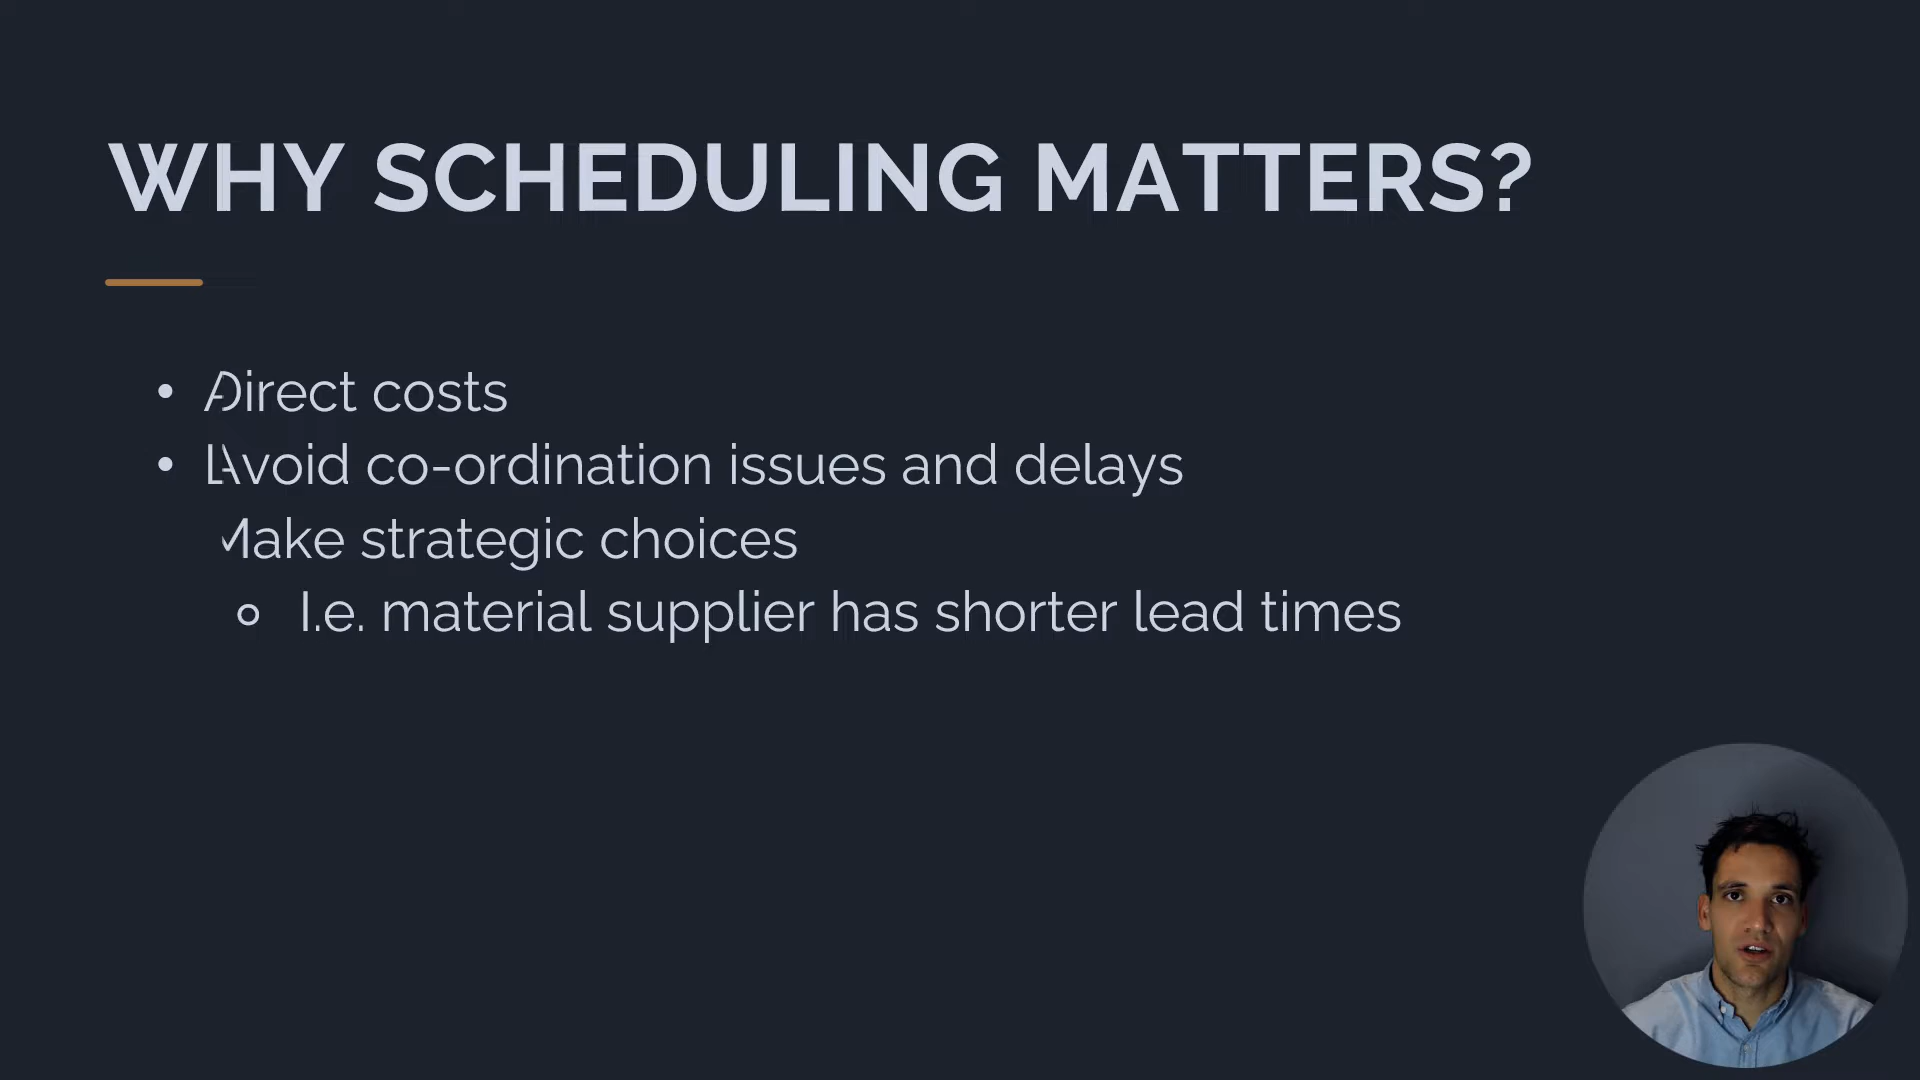 WHY SCHEDULING MATTERS?
• Direct costs
• Avoid co-ordination issues and delays
Make strategic choices
o I.e. material supplier has shorter lead times